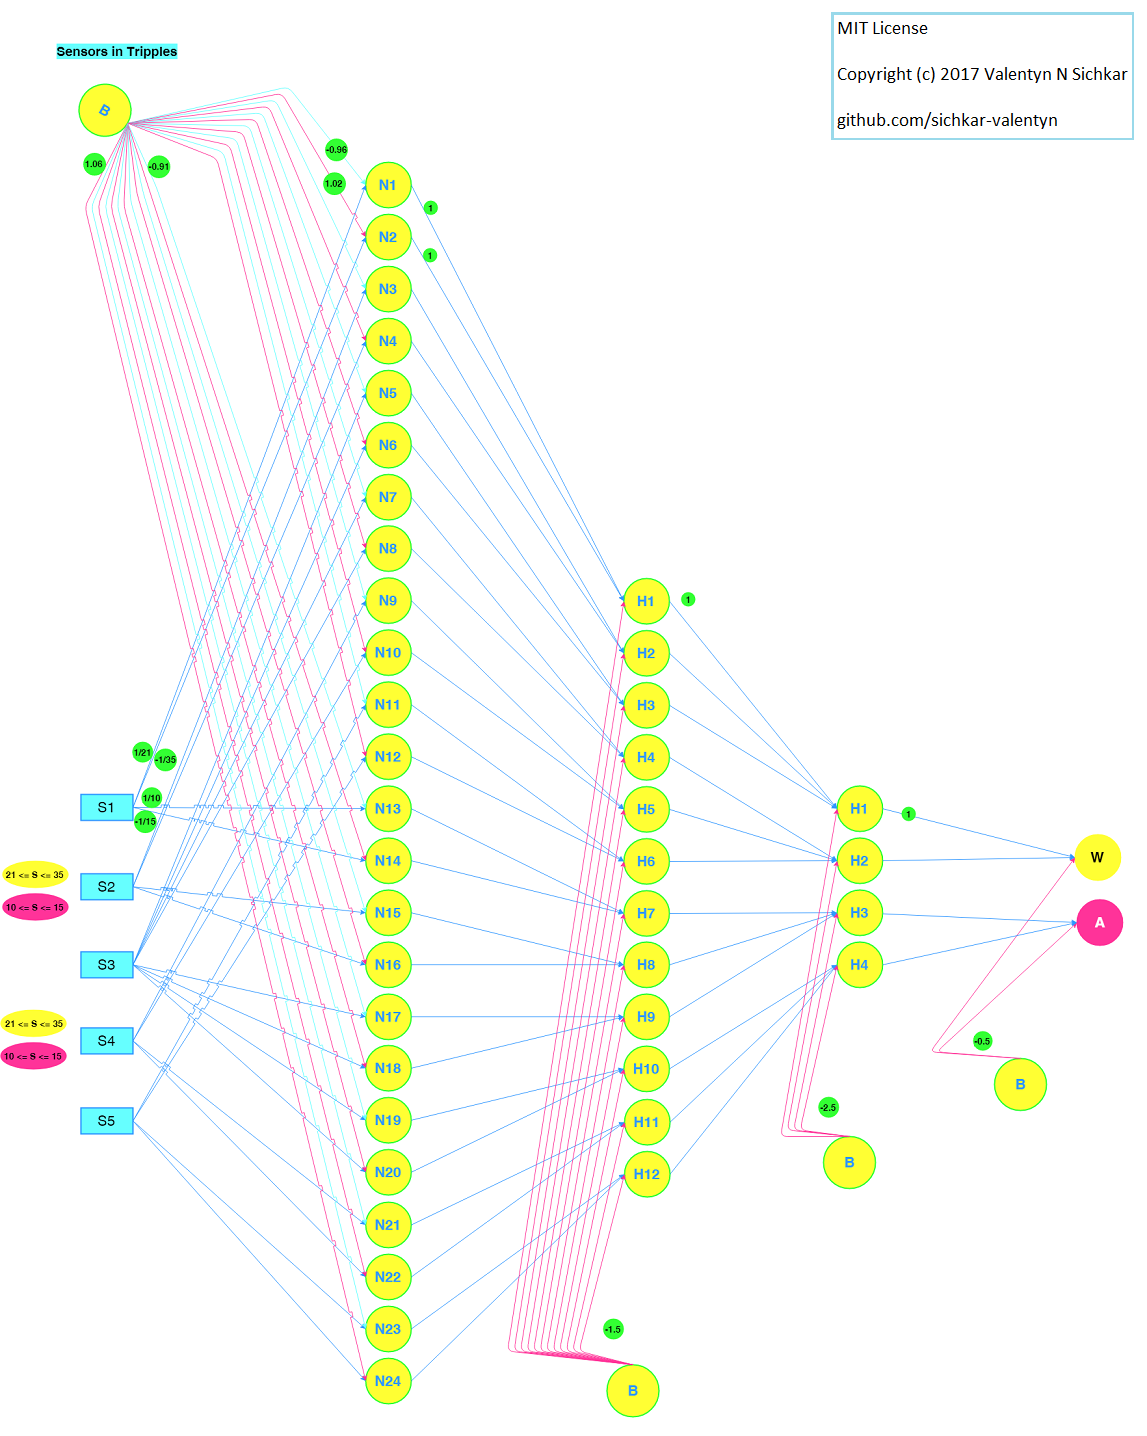 MIT License
Copyright (c) 2017 Valentyn N Sichkar
github.com/sichkar-valentyn
Sensors in Tripples
B
1.06
-0.91
-0.96
1.02
N1
1
N2
1
N3
N4
N5
N6
N7
N8
N9
N10
N11
N12
N13
N14
N15
N16
N17
N18
N19
N20
N21
N22
N23
N24
1/21
-1/35
1/10
-1/15
S1
21 <= S <= 35
S2
10 <= S <= 15
S3
21 <= S <= 35
S4
10 <= S <= 15
S5
H1
1
H2
H3
H4
H5
H6
H7
H8
H9
H10
H11
H12
-1.5
B
H1
1
H2
H3
H4
-2.5
B
W
A
-0.5
B